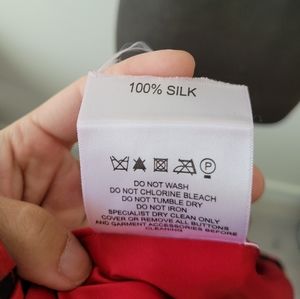 100% SILK
P
DO NOT WASH
DO NOT CHLORINE BLEACH
DO NOT TUMBLE DRY
DO NOT IRON
SPECIALIST DRY CLEAN ONLY
COVER OR REMOVE ALL BUTTONS
AND GARMENT ACCESSORIES BEFORE
CLEANING